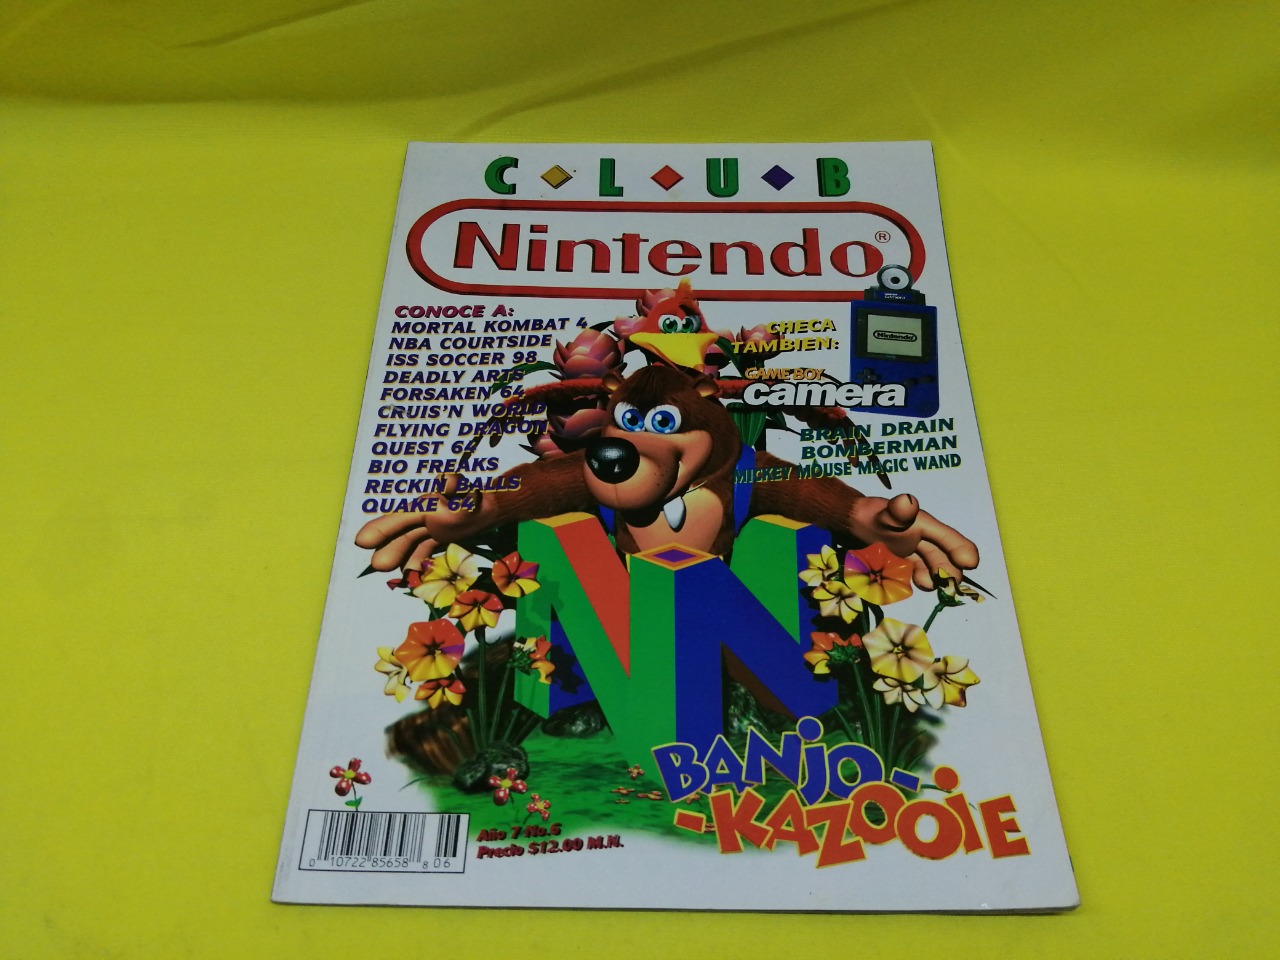 CLUB
Nintendo®
CONOCE A:
MORTAL KOMBAT 4
NBA COURTSIDE
ISS SOCCER 98
DEADLY ARTS
FORSAKEN 64
CRUIS'N WORLD
FLYING DRAGON
QUEST 64
BIO FREAKS
RECKIN BALLS
QUAKE 64
CHECA
TAMBIEN:
Nintendo
GAME BOY
camera
BRAIN DRAIN
BOMBERMAN
MICKEY MOUSE MAGIC WAND
BANJO-
-KAZOOIE
Año 7 No.6
Precio $12.00 M.N.
0 10722 85658 8 06